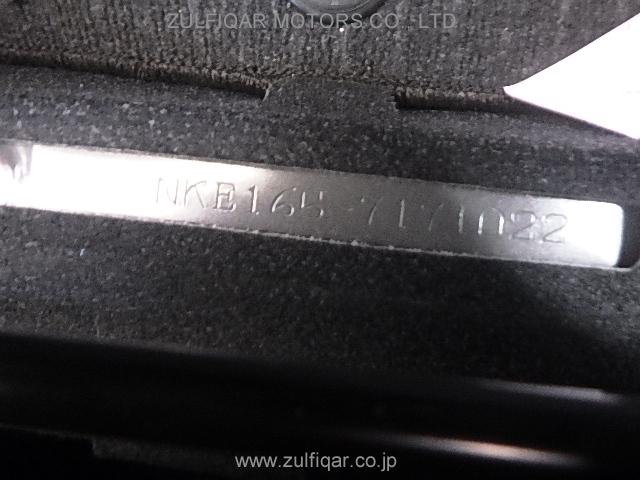 ZULFIQAR MOTORS CO LTD
NKE165-7171022
© www.zulfiqar.co.jp